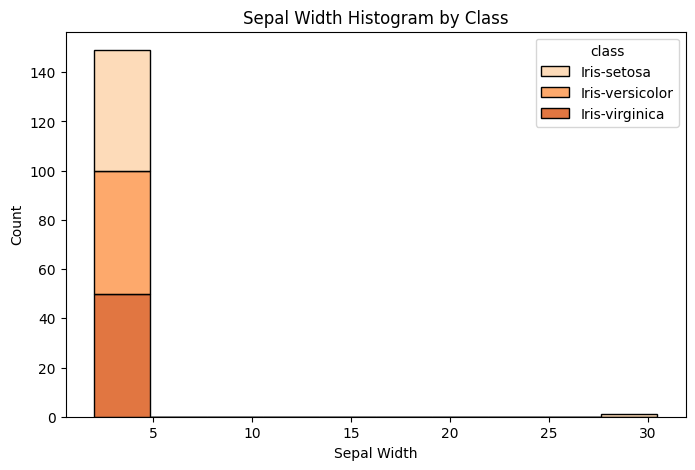 Sepal Width Histogram by Class
class
Iris-setosa
Iris-versicolor
Iris-virginica
140
120
100
80
60
40
20
0
Count
5
10
15
20
25
30
Sepal Width